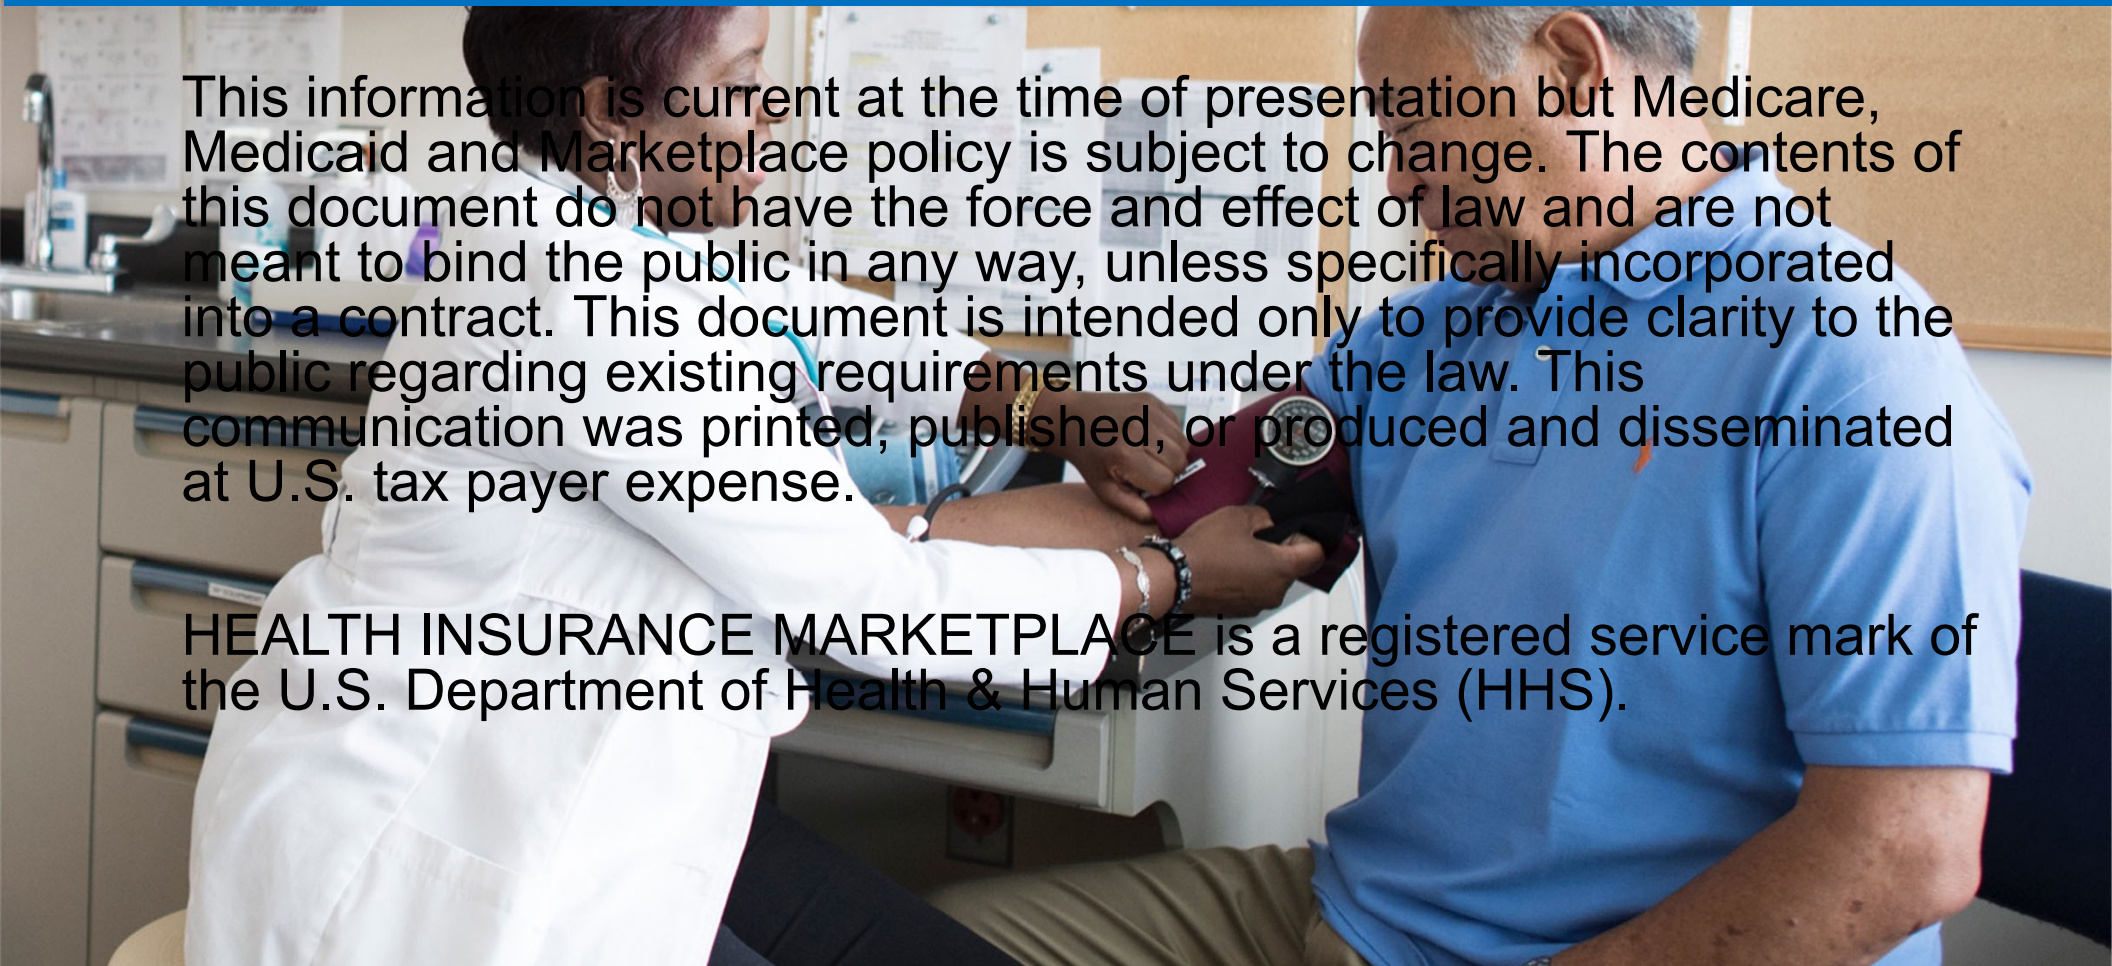 This information is current at the time of presentation but Medicare,
Medicaid and Marketplace policy is subject to change. The contents of
this document do not have the force and effect of law and are not
meant to bind the public in any way, unless specifically incorporated
into a contract. This document is intended only to provide clarity to the
public regarding existing requirements under the law. This
communication was printed, published, or produced and disseminated
at U.S. tax payer expense.
HEALTH INSURANCE MARKETPLACE is a registered service mark of
the U.S. Department of Health & Human Services (HHS).